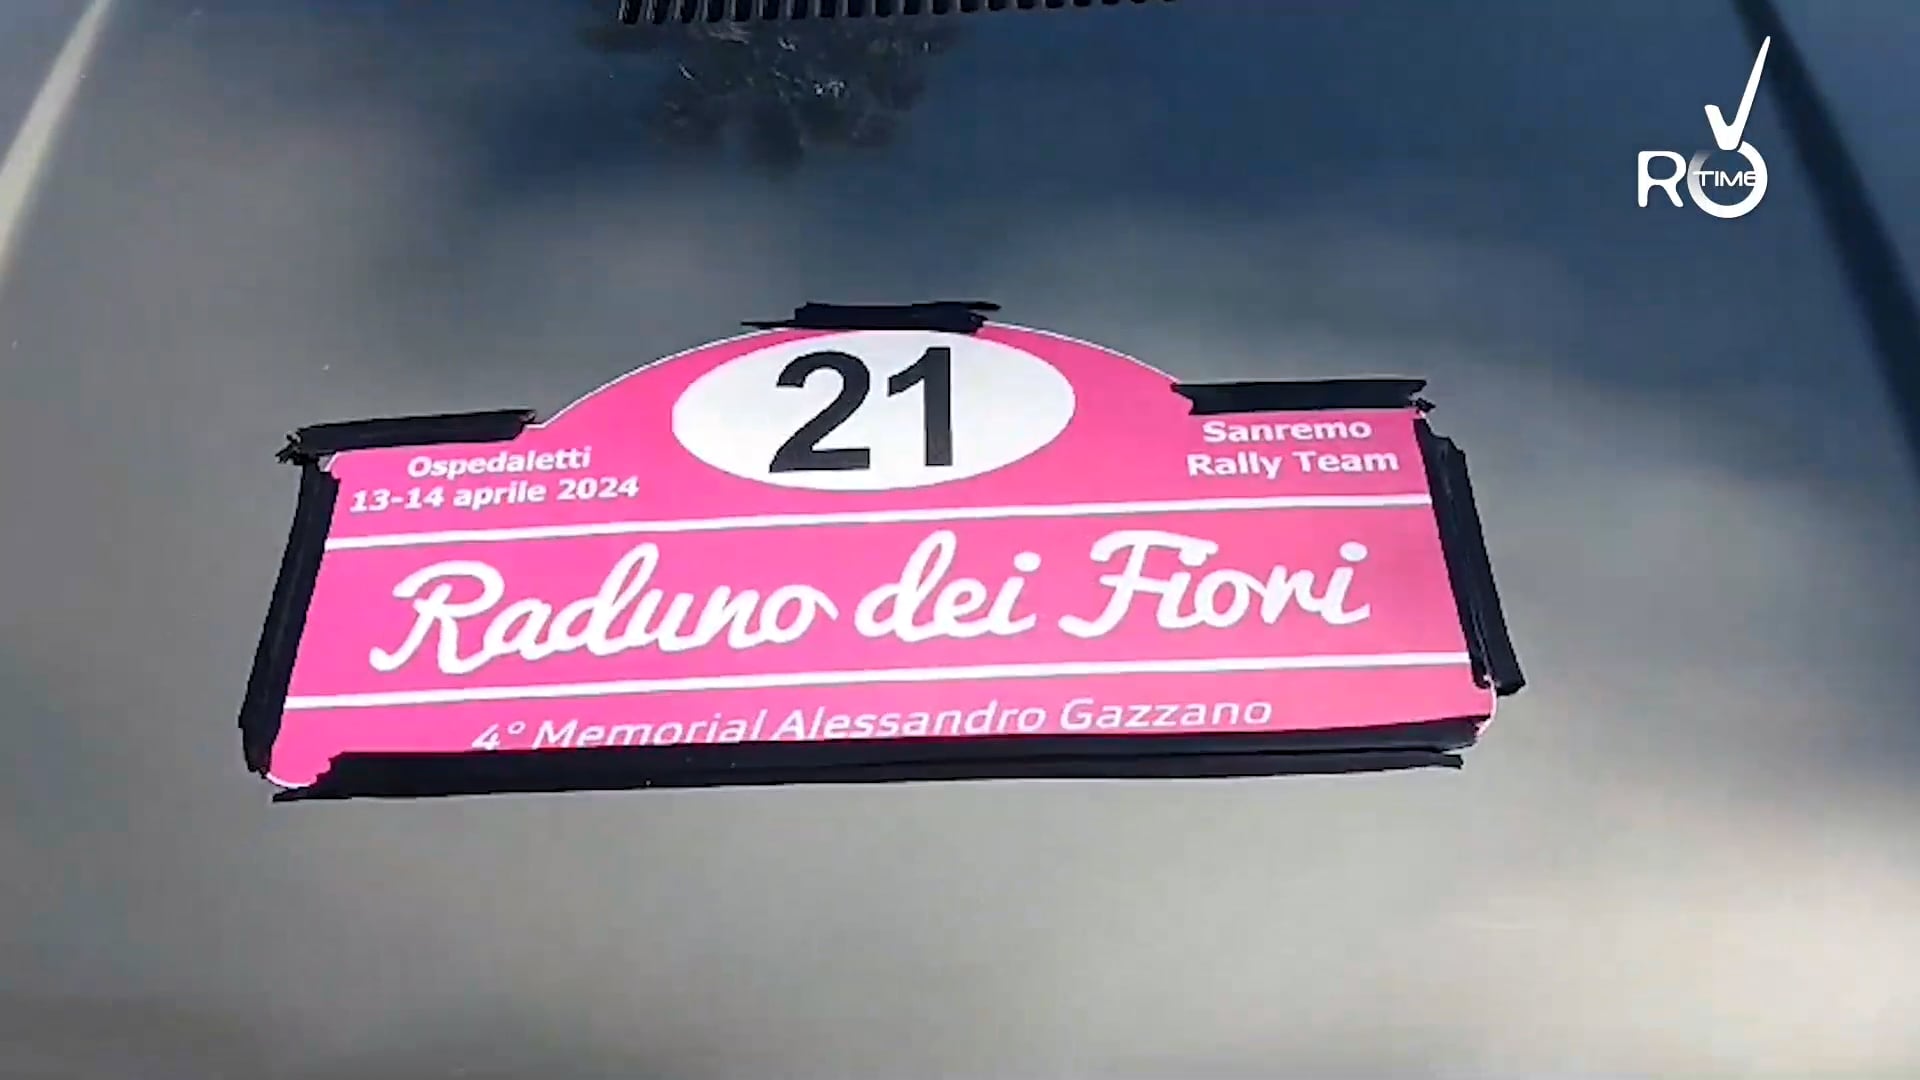 21
Ospedaletti
13-14 aprile 2024
Sanremo
Rally Team
Raduno dei Fiori
4° Memorial Alessandro Gazzano
RO
TIME